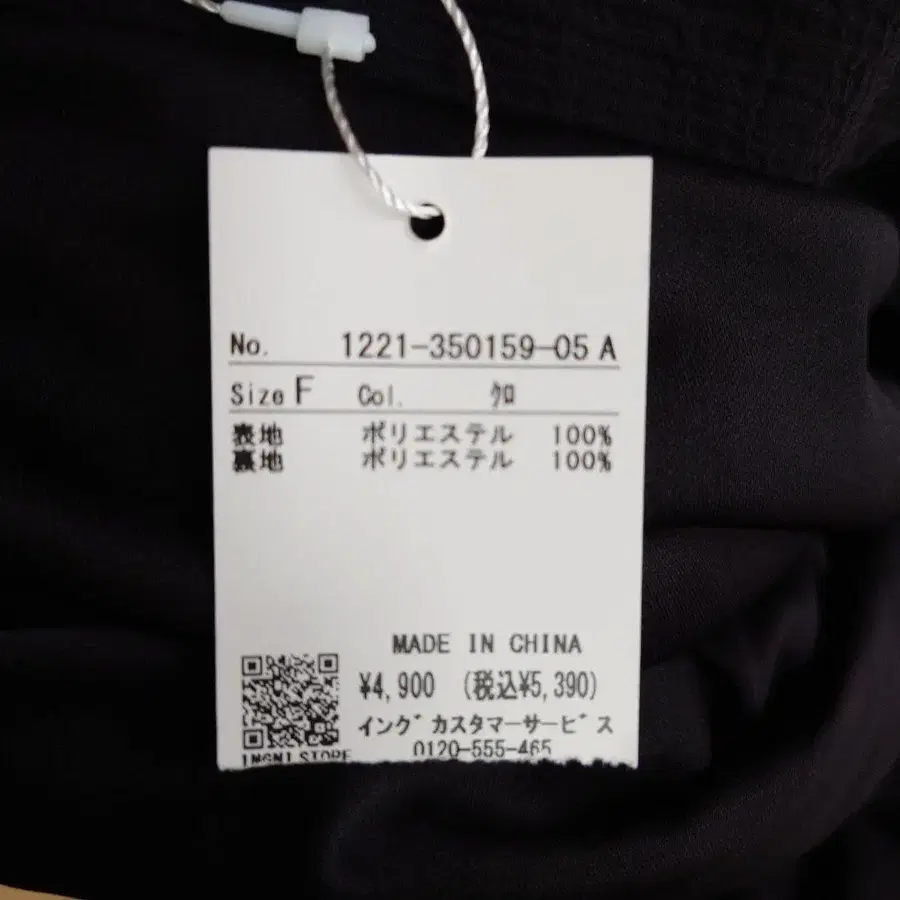 No. 1221-350159-05 A
Size F Col. ｸﾛ
表地 ポリエステル 100%
裏地 ポリエステル 100%
MADE IN CHINA
¥4,900 (税込¥5,390)
イング゛カスタマーサービ゛ス
0120-555-465
INGNI STORE